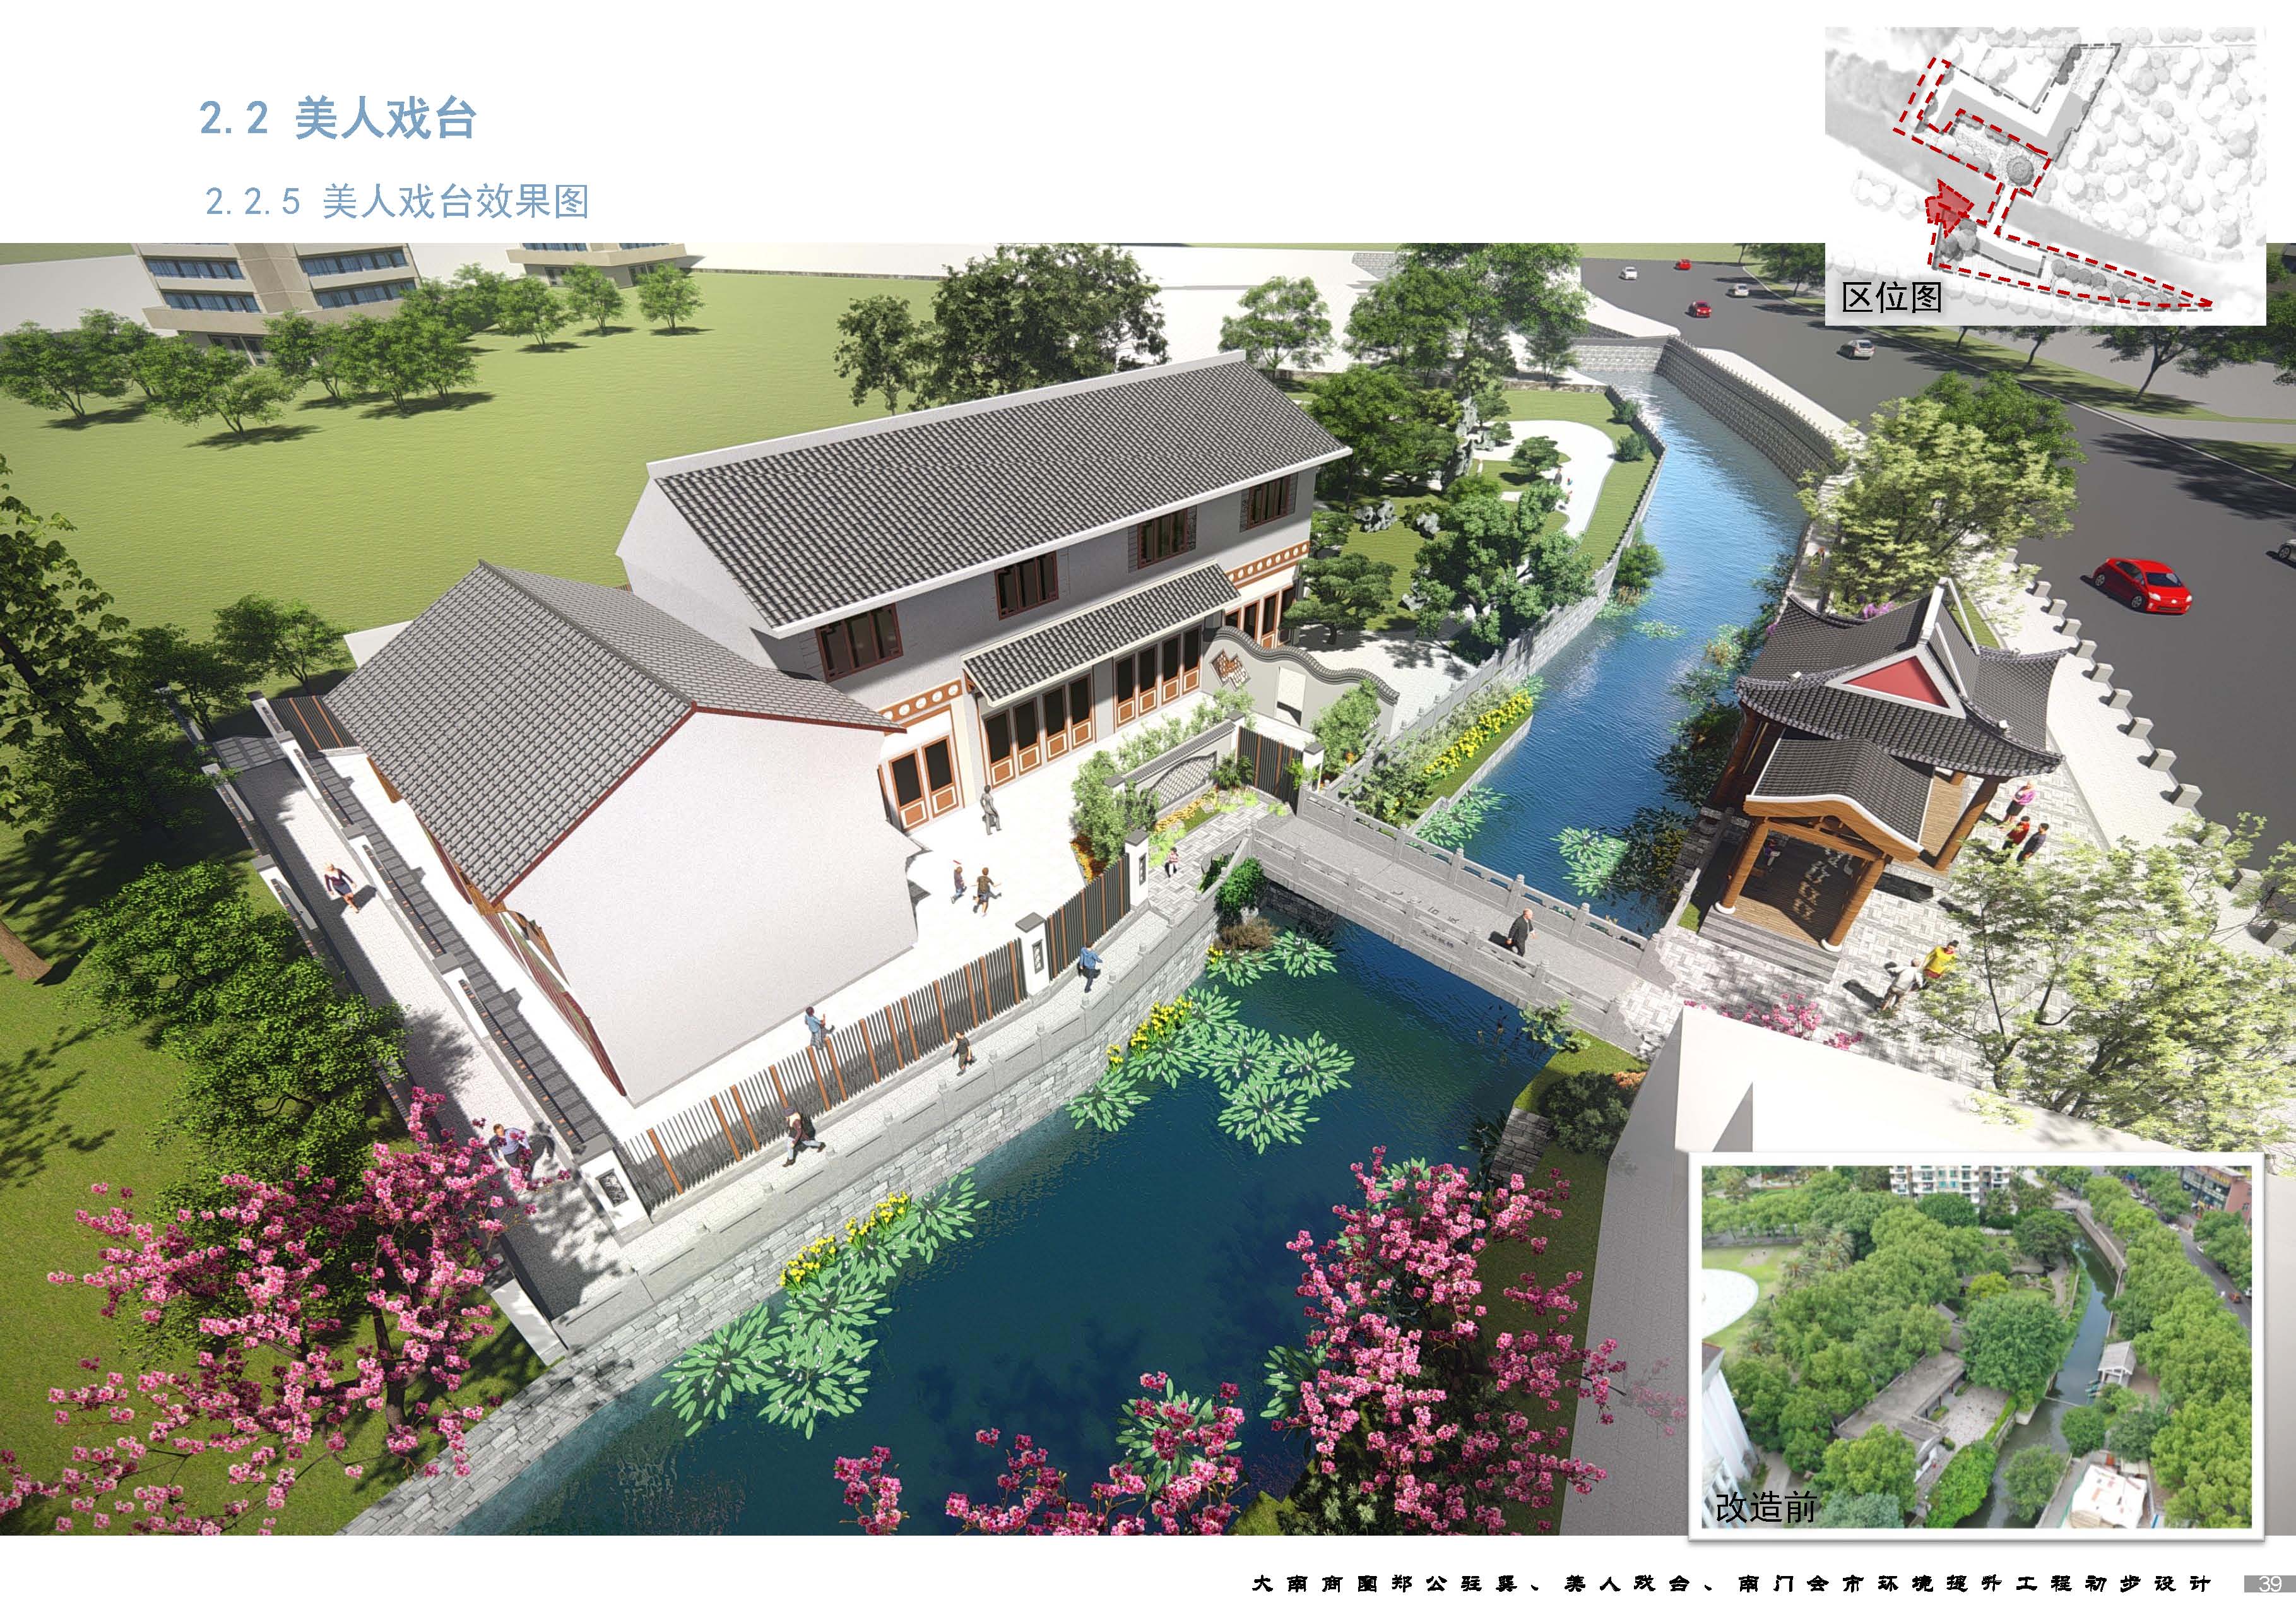 2.2 美人戏台
2.2.5 美人戏台效果图
区位图
改造前
大南商圈郑公驻冀、美人戏台、南门会市环境提升工程初步设计
39